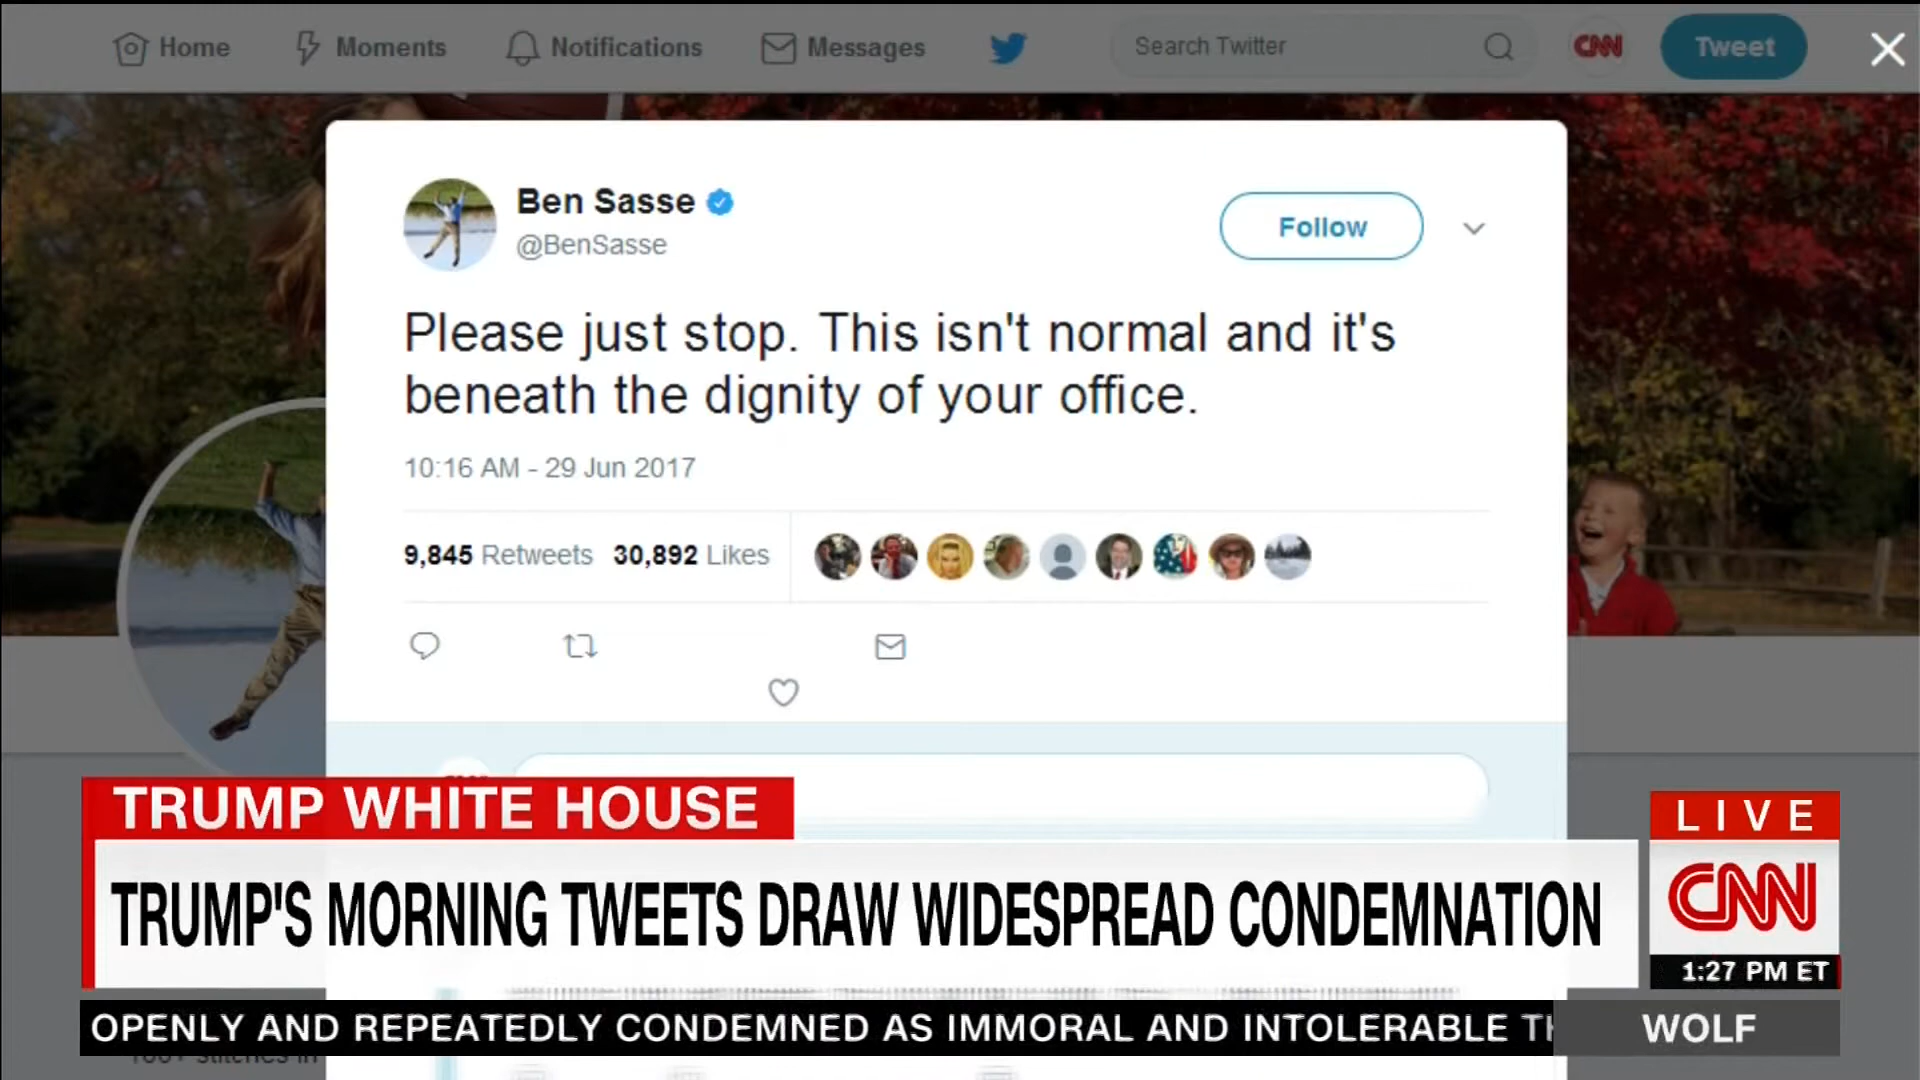 Home
Moments
Notifications
Messages
Search Twitter
CNN
Tweet
Ben Sasse
@BenSasse
Follow
Please just stop. This isn't normal and it's
beneath the dignity of your office.
10:16 AM - 29 Jun 2017
9,845 Retweets 30,892 Likes
TRUMP WHITE HOUSE
TRUMP'S MORNING TWEETS DRAW WIDESPREAD CONDEMNATION
LIVE
CNN
1:27 PM ET
OPENLY AND REPEATEDLY CONDEMNED AS IMMORAL AND INTOLERABLE
WOLF